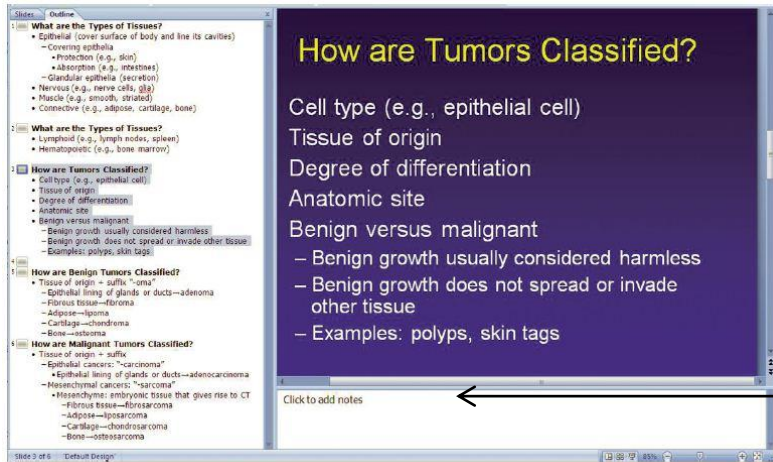 Slides Outline
1 What are the Types of Tissues?
• Epithelial (cover surface of body and line its cavities)
– Covering epithelia
• Protection (e.g., skin)
• Absorption (e.g., intestines)
– Glandular epithelia (secretion)
• Nervous (e.g., nerve cells, glia)
• Muscle (e.g., smooth, striated)
• Connective (e.g., adipose, cartilage, bone)
2 What are the Types of Tissues?
• Lymphoid (e.g., lymph nodes, spleen)
• Hematopoietic (e.g., bone marrow)
3 How are Tumors Classified?
• Cell type (e.g., epithelial cell)
• Tissue of origin
• Degree of differentiation
• Anatomic site
• Benign versus malignant
– Benign growth usually considered harmless
– Benign growth does not spread or invade other tissue
– Examples: polyps, skin tags
4
5 How are Benign Tumors Classified?
• Tissue of origin + suffix "-oma"
– Epithelial lining of glands or ducts→adenoma
– Fibrous tissue→fibroma
– Adipose→lipoma
– Cartilage→chondroma
– Bone→osteoma
6 How are Malignant Tumors Classified?
• Tissue of origin + suffix
– Epithelial cancers: "-carcinoma"
• Epithelial lining of glands or ducts→adenocarcinoma
– Mesenchymal cancers: "-sarcoma"
• Mesenchyme: embryonic tissue that gives rise to CT
– Fibrous tissue→fibrosarcoma
– Adipose→liposarcoma
– Cartilage→chondrosarcoma
– Bone→osteosarcoma
How are Tumors Classified?
Cell type (e.g., epithelial cell)
Tissue of origin
Degree of differentiation
Anatomic site
Benign versus malignant
– Benign growth usually considered harmless
– Benign growth does not spread or invade
other tissue
– Examples: polyps, skin tags
Click to add notes
Slide 3 of 6 'Default Design' 85%